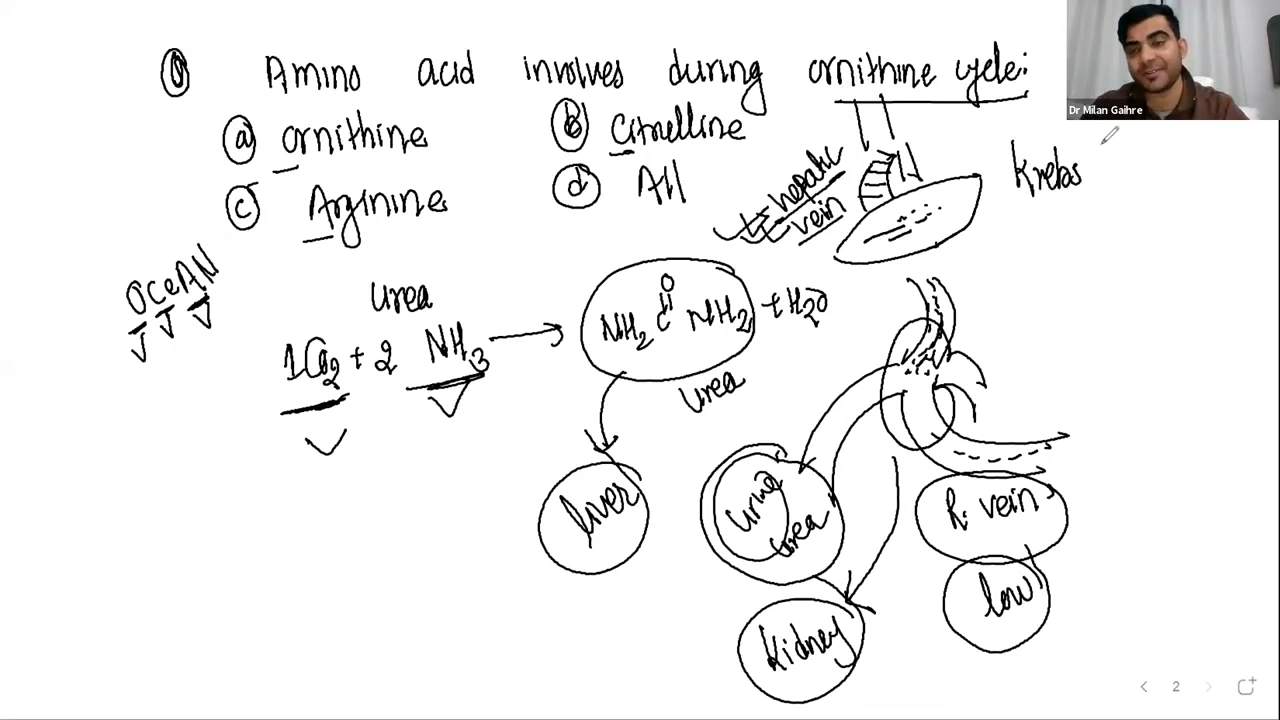 Q Amino acid involves during ornithine cycle:
a ornithine
b Citrulline
c Arginine
d All
hepatic
vein
Krebs
OCeAN
Urea
1CO2 + 2 NH3 → NH2 C NH2 + H2O
O
Urea
liver
Urine
Urea
R. vein
low
Kidney
Dr Milan Gaihre
2